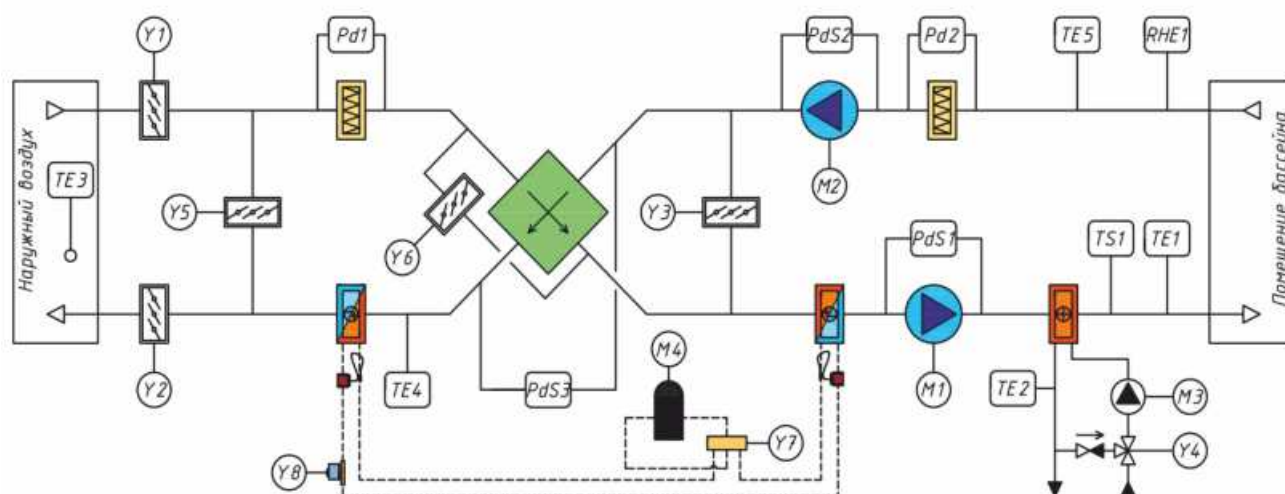 Y1
Pd1
PdS2
Pd2
TE5
RHE1
Наружный воздух
TE3
M2
Помещение бассейна
Y5
Y3
Y6
PdS1
TS1
TE1
M4
Y2
TE4
PdS3
M1
TE2
M3
Y7
Y4
Y8